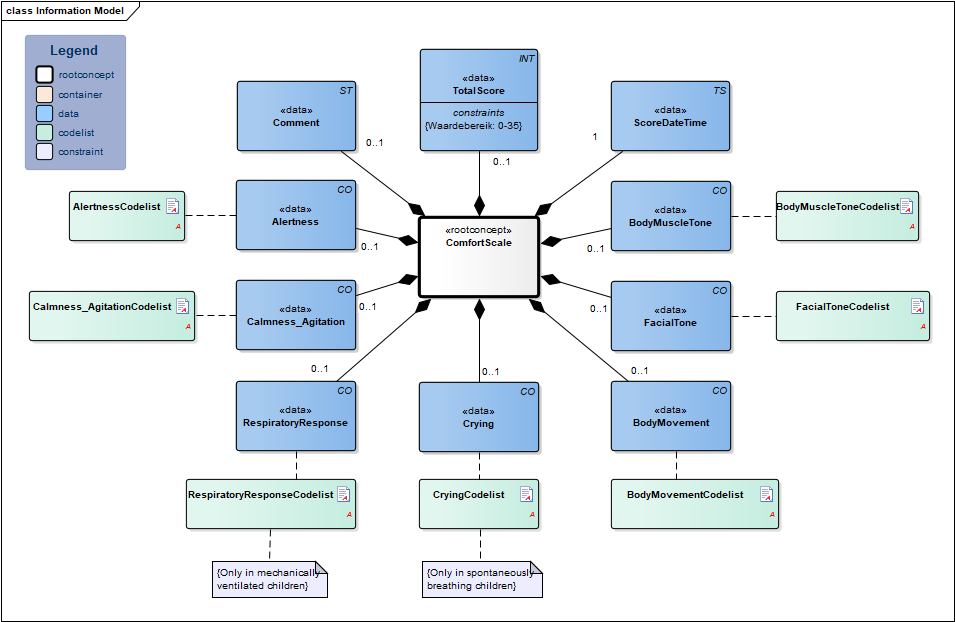 class Information Model
Legend
rootconcept
container
data
codelist
constraint
INT
«data»
TotalScore
constraints
{Waardebereik: 0-35}
0..1
ST
«data»
Comment
0..1
TS
«data»
ScoreDateTime
1
CO
«data»
Alertness
0..1
AlertnessCodelist
A
«rootconcept»
ComfortScale
CO
«data»
BodyMuscleTone
0..1
BodyMuscleToneCodelist
A
CO
«data»
Calmness_Agitation
0..1
Calmness_AgitationCodelist
A
CO
«data»
FacialTone
0..1
FacialToneCodelist
A
0..1
CO
«data»
RespiratoryResponse
0..1
CO
«data»
Crying
0..1
CO
«data»
BodyMovement
RespiratoryResponseCodelist
A
CryingCodelist
A
BodyMovementCodelist
A
{Only in mechanically
ventilated children}
{Only in spontaneously
breathing children}